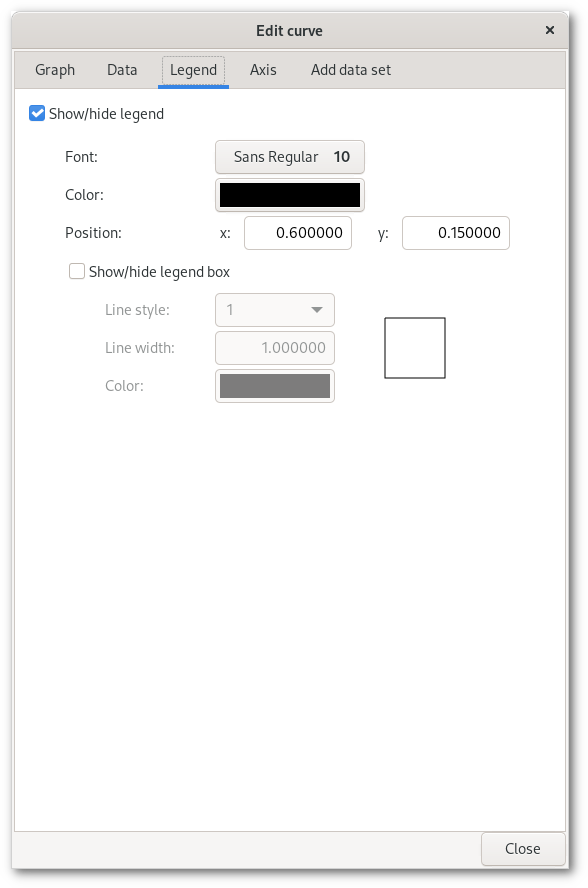 Edit curve ×
Graph Data Legend Axis Add data set
Show/hide legend
Font: Sans Regular 10
Color:
Position: x: 0.600000 y: 0.150000
Show/hide legend box
Line style: 1
Line width: 1.000000
Color:
Close